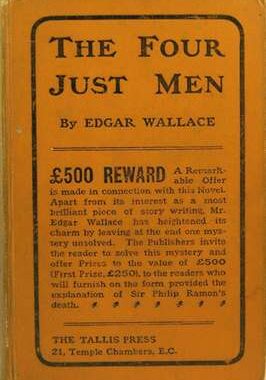 THE FOUR
JUST MEN
BY EDGAR WALLACE
£500 REWARD A Remark-
able Offer
is made in connection with this Novel.
Apart from its interest as a most
brilliant piece of story writing, Mr.
Edgar Wallace has heightened its
charm by leaving at the end one mys-
tery unsolved. The Publishers invite
the reader to solve this mystery and
offer Prizes to the value of £500
(First Prize, £250), to the readers who
will furnish on the form provided the
explanation of Sir Philip Ramon's
death.
THE TALLIS PRESS
21, Temple Chambers, E.C.